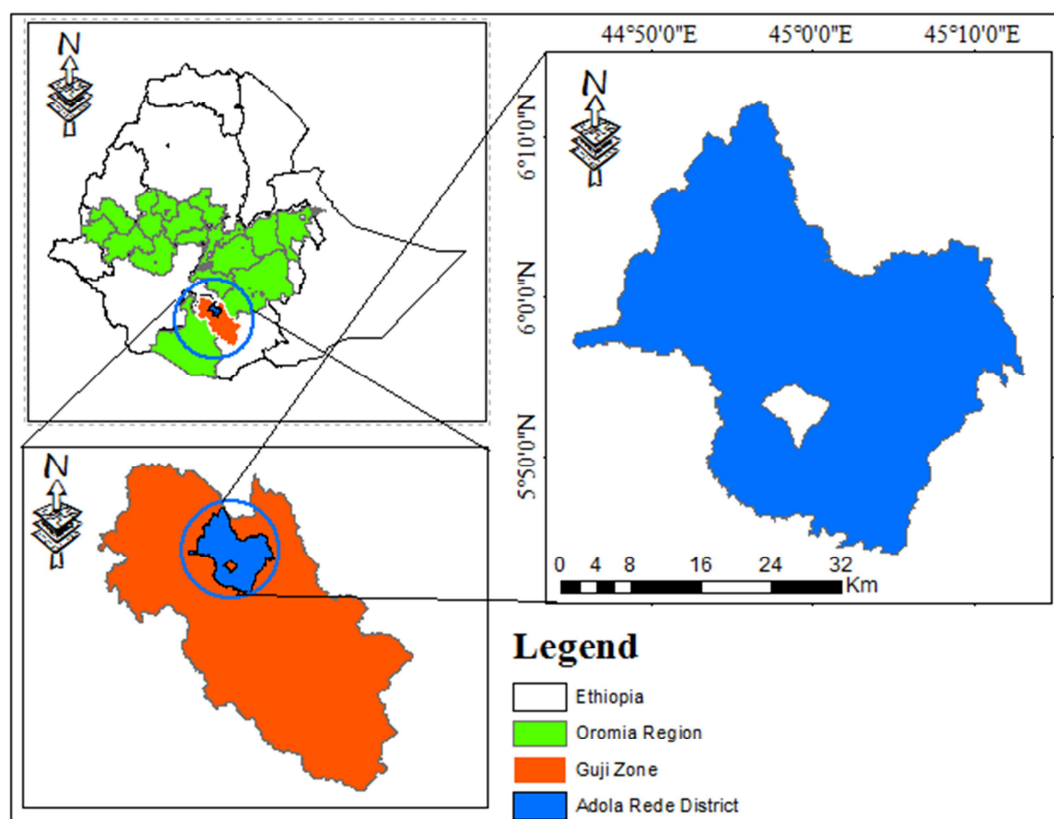 N
N
44°50'0"E 45°0'0"E 45°10'0"E
6°10'0"N
6°0'0"N
5°50'0"N
0 4 8 16 24 32
Km
N
Legend
Ethiopia
Oromia Region
Guji Zone
Adola Rede District